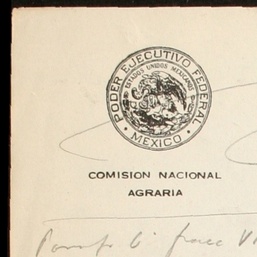 PODER EJECUTIVO FEDERAL
ESTADOS UNIDOS MEXICANOS
• MEXICO •
COMISION NACIONAL
AGRARIA